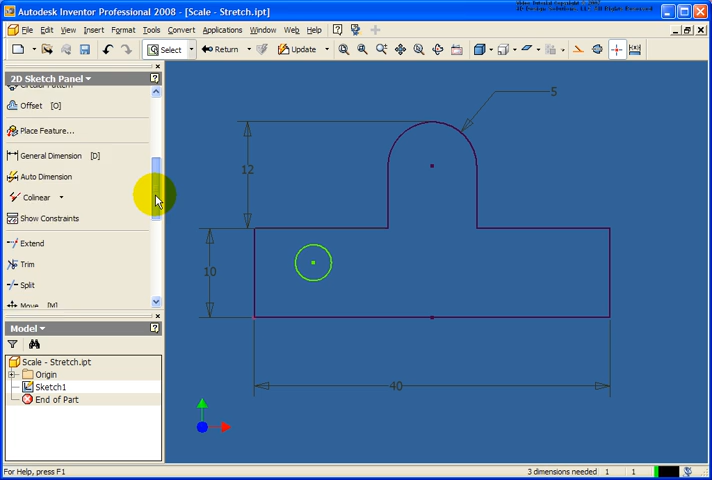 Autodesk Inventor Professional 2008 - [Scale - Stretch.ipt]
File Edit View Insert Format Tools Convert Applications Window Web Help
Select Return Update
2D Sketch Panel
Circular Pattern
Offset [O]
Place Feature...
General Dimension [D]
Auto Dimension
Colinear
Show Constraints
Extend
Trim
Split
Move [M]
Model
Scale - Stretch.ipt
Origin
Sketch1
End of Part
5
12
10
40
For Help, press F1
3 dimensions needed 1 1